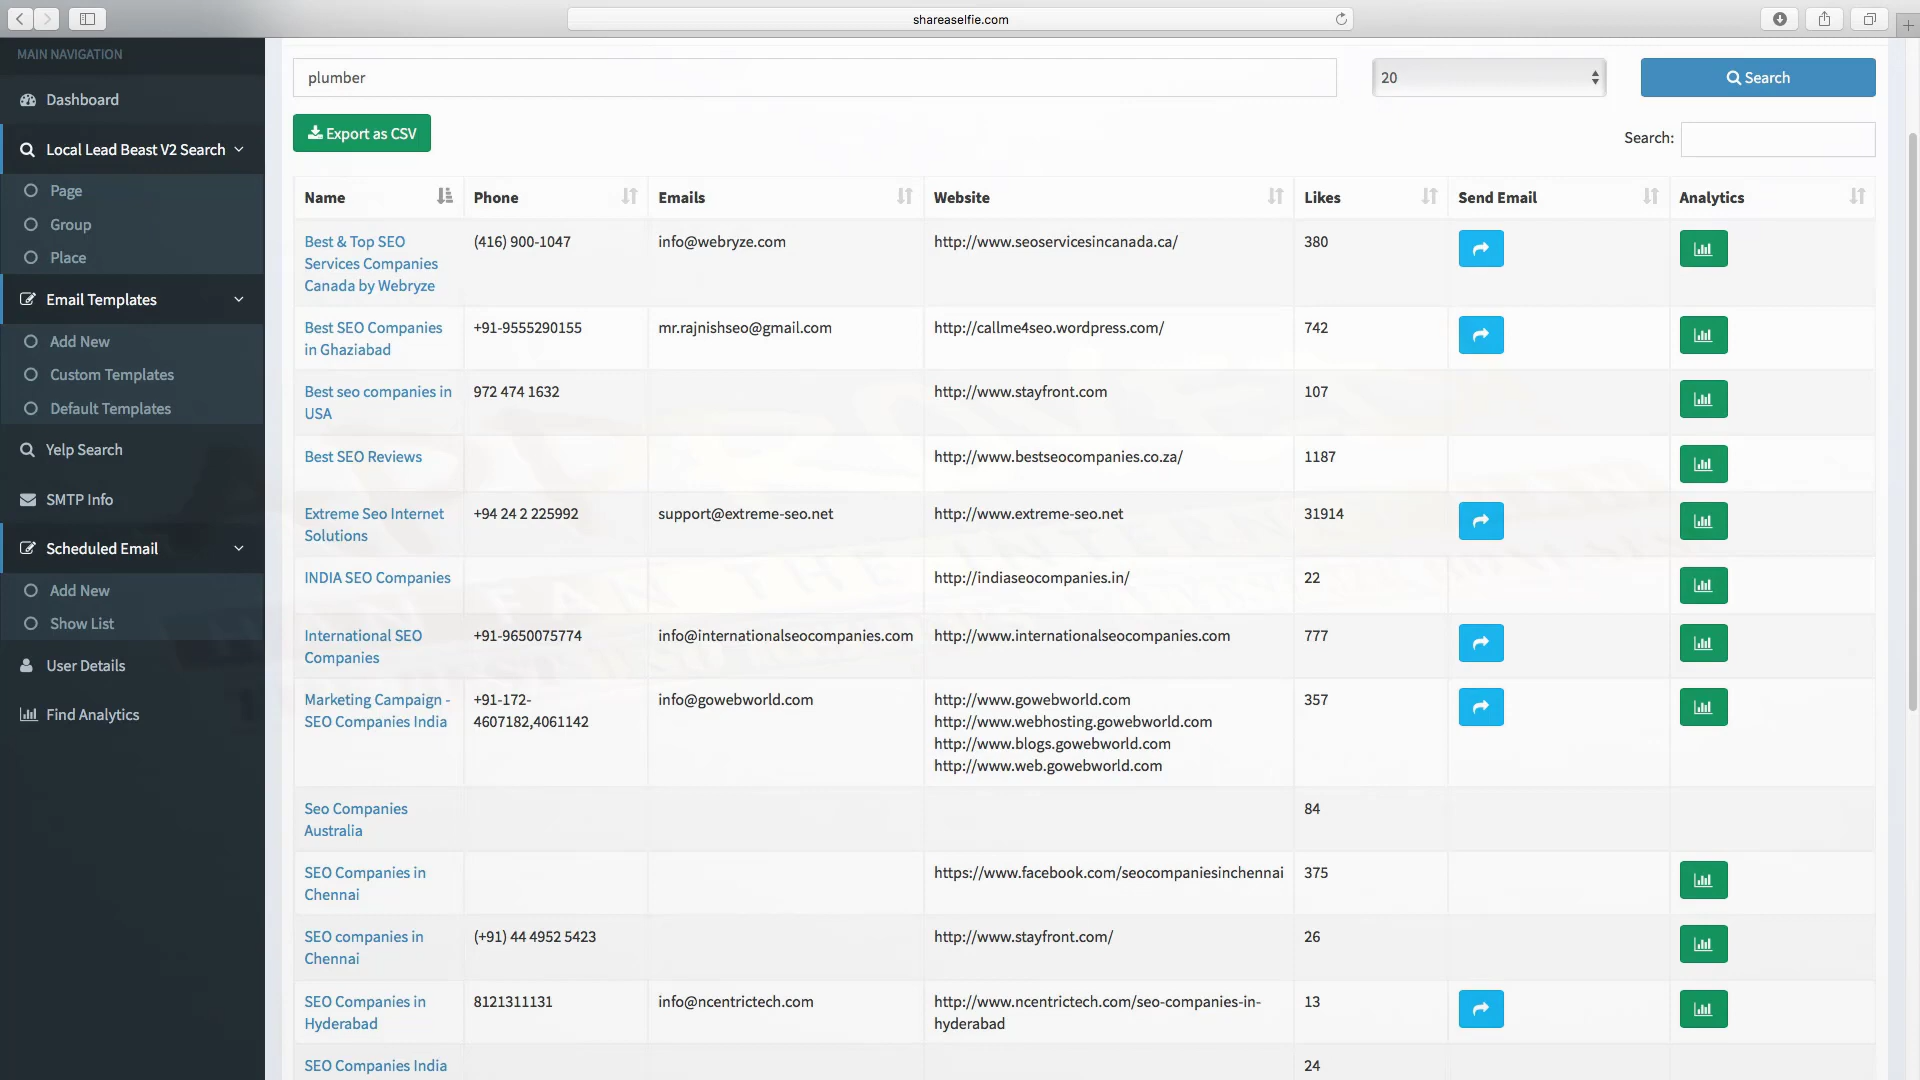 shareaselfie.com
MAIN NAVIGATION
Dashboard
Local Lead Beast V2 Search
Page
Group
Place
Email Templates
Add New
Custom Templates
Default Templates
Yelp Search
SMTP Info
Scheduled Email
Add New
Show List
User Details
Find Analytics
plumber
20
Search
Export as CSV
Search:
Name Phone Emails Website Likes Send Email Analytics
Best & Top SEO (416) 900-1047 info@webryze.com http://www.seoservicesincanada.ca/ 380
Services Companies
Canada by Webryze
Best SEO Companies +91-9555290155 mr.rajnishseo@gmail.com http://callme4seo.wordpress.com/ 742
in Ghaziabad
Best seo companies in 972 474 1632 http://www.stayfront.com 107
USA
Best SEO Reviews http://www.bestseocompanies.co.za/ 1187
Extreme Seo Internet +94 24 2 225992 support@extreme-seo.net http://www.extreme-seo.net 31914
Solutions
INDIA SEO Companies http://indiaseocompanies.in/ 22
International SEO +91-9650075774 info@internationalseocompanies.com http://www.internationalseocompanies.com 777
Companies
Marketing Campaign - +91-172- info@gowebworld.com http://www.gowebworld.com 357
SEO Companies India 4607182,4061142 http://www.webhosting.gowebworld.com
http://www.blogs.gowebworld.com
http://www.web.gowebworld.com
Seo Companies 84
Australia
SEO Companies in https://www.facebook.com/seocompaniesinchennai 375
Chennai
SEO companies in (+91) 44 4952 5423 http://www.stayfront.com/ 26
Chennai
SEO Companies in 8121311131 info@ncentrictech.com http://www.ncentrictech.com/seo-companies-in- 13
Hyderabad hyderabad
SEO Companies India 24